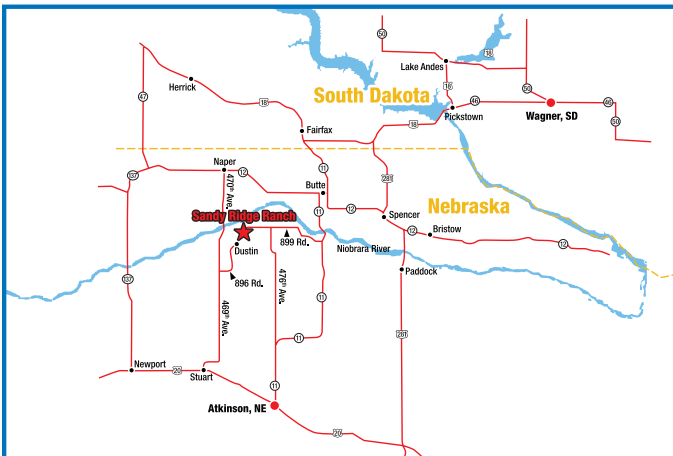 50
18
Lake Andes
47
Herrick
18
South Dakota
18
50
46
46
Pickstown
Wagner, SD
50
Fairfax
18
11
Naper
137
12
470th Ave.
281
Butte
11
12
Spencer
Nebraska
Sandy Ridge Ranch
12
Bristow
12
Dustin
899 Rd.
Niobrara River
Paddock
896 Rd.
137
469th Ave.
476th Ave.
11
11
281
Newport
20
Stuart
11
Atkinson, NE
20